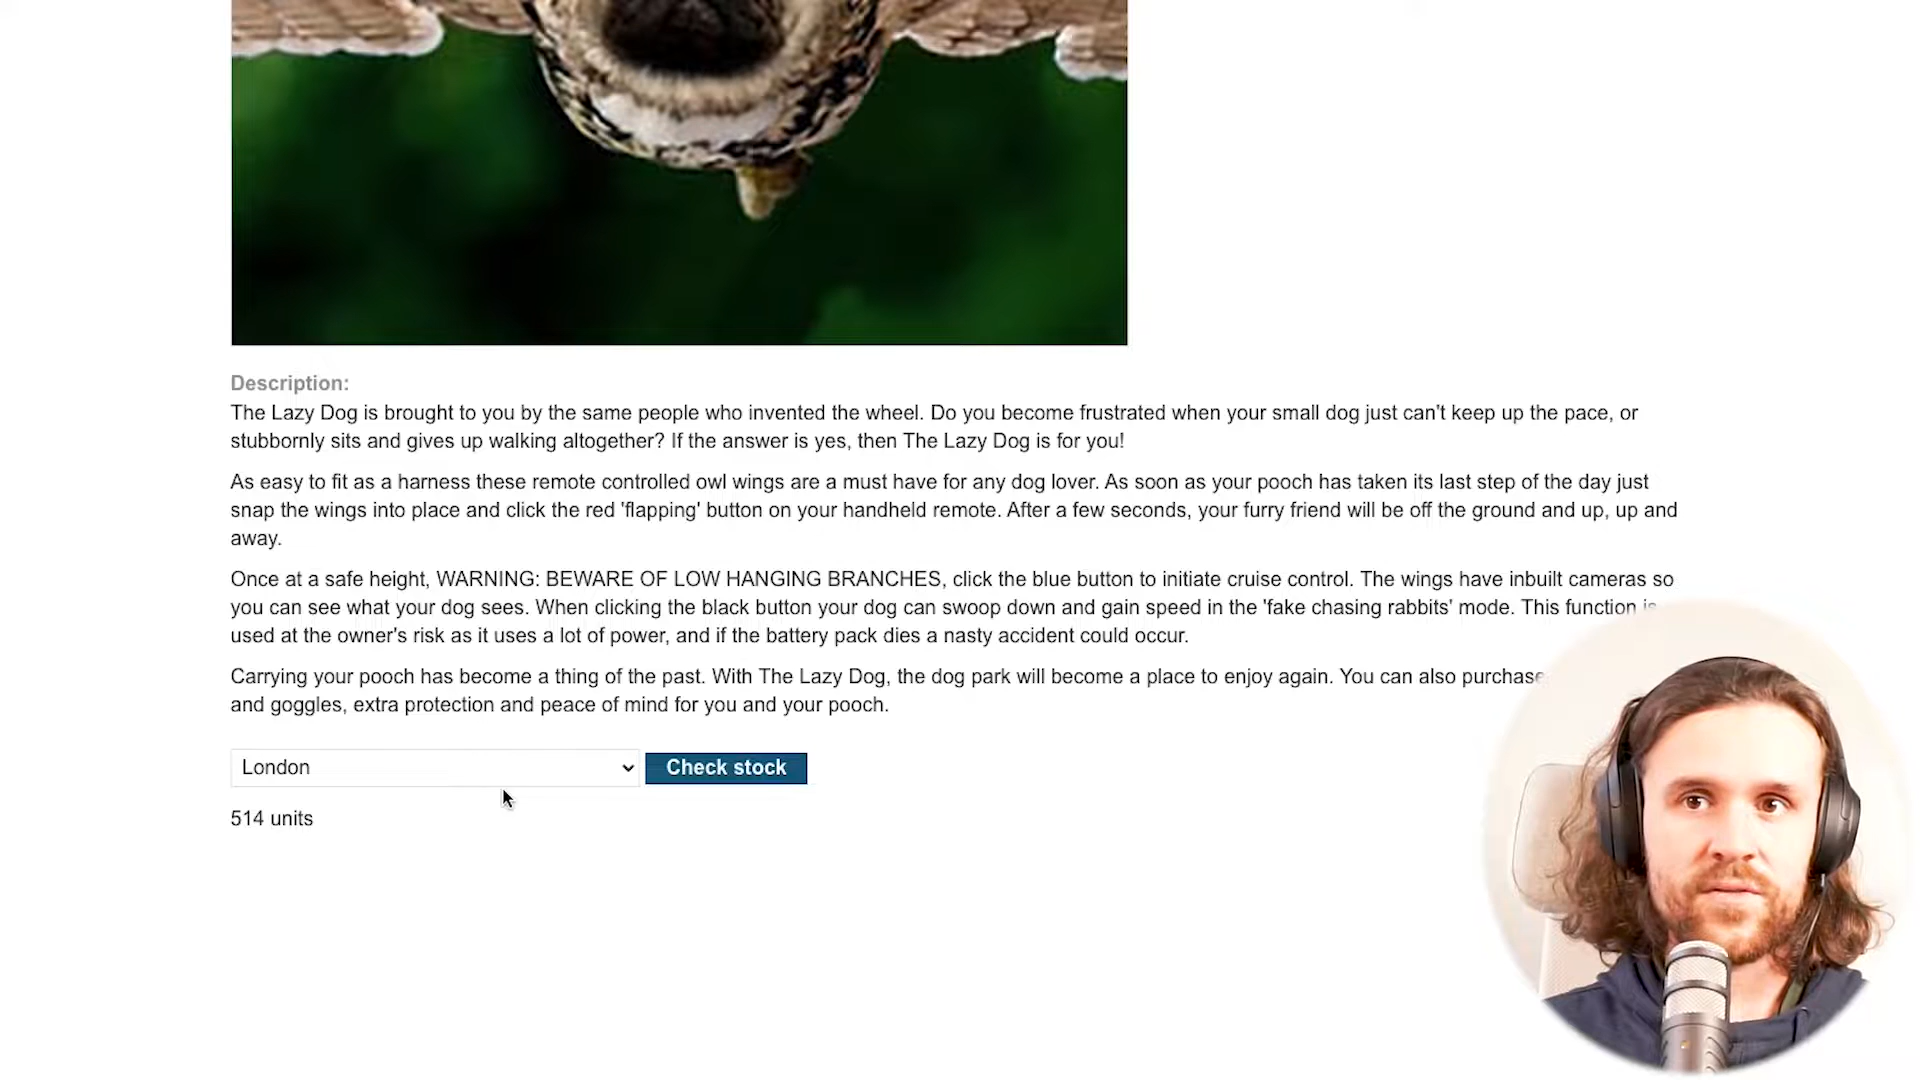 Description:
The Lazy Dog is brought to you by the same people who invented the wheel. Do you become frustrated when your small dog just can't keep up the pace, or
stubbornly sits and gives up walking altogether? If the answer is yes, then The Lazy Dog is for you!
As easy to fit as a harness these remote controlled owl wings are a must have for any dog lover. As soon as your pooch has taken its last step of the day just
snap the wings into place and click the red 'flapping' button on your handheld remote. After a few seconds, your furry friend will be off the ground and up, up and
away.
Once at a safe height, WARNING: BEWARE OF LOW HANGING BRANCHES, click the blue button to initiate cruise control. The wings have inbuilt cameras so
you can see what your dog sees. When clicking the black button your dog can swoop down and gain speed in the 'fake chasing rabbits' mode. This function is
used at the owner's risk as it uses a lot of power, and if the battery pack dies a nasty accident could occur.
Carrying your pooch has become a thing of the past. With The Lazy Dog, the dog park will become a place to enjoy again. You can also purchase
and goggles, extra protection and peace of mind for you and your pooch.
London
Check stock
514 units